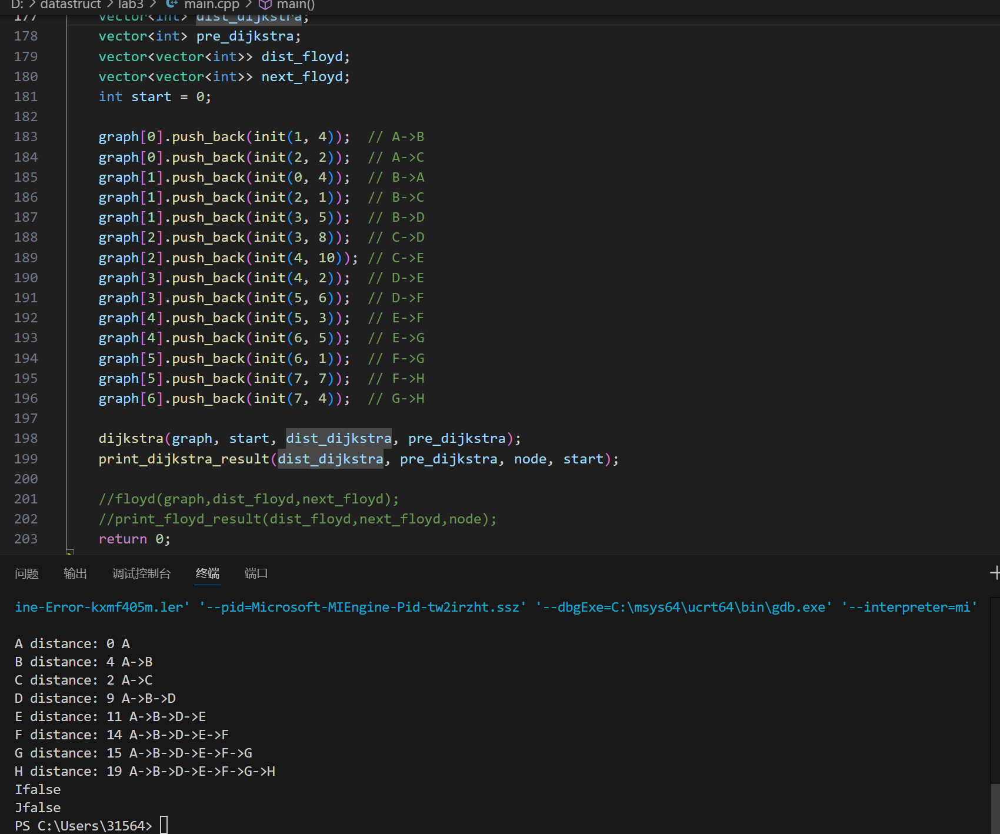 D: > datastruct > lab3 > main.cpp > main()
177 vector<int> dist_dijkstra;
178 vector<int> pre_dijkstra;
179 vector<vector<int>> dist_floyd;
180 vector<vector<int>> next_floyd;
181 int start = 0;
182
183 graph[0].push_back(init(1, 4));  // A->B
184 graph[0].push_back(init(2, 2));  // A->C
185 graph[1].push_back(init(0, 4));  // B->A
186 graph[1].push_back(init(2, 1));  // B->C
187 graph[1].push_back(init(3, 5));  // B->D
188 graph[2].push_back(init(3, 8));  // C->D
189 graph[2].push_back(init(4, 10)); // C->E
190 graph[3].push_back(init(4, 2));  // D->E
191 graph[3].push_back(init(5, 6));  // D->F
192 graph[4].push_back(init(5, 3));  // E->F
193 graph[4].push_back(init(6, 5));  // E->G
194 graph[5].push_back(init(6, 1));  // F->G
195 graph[5].push_back(init(7, 7));  // F->H
196 graph[6].push_back(init(7, 4));  // G->H
197
198 dijkstra(graph, start, dist_dijkstra, pre_dijkstra);
199 print_dijkstra_result(dist_dijkstra, pre_dijkstra, node, start);
200
201 //floyd(graph,dist_floyd,next_floyd);
202 //print_floyd_result(dist_floyd,next_floyd,node);
203 return 0;
问题 输出 调试控制台 终端 端口
ine-Error-kxmf405m.ler' '--pid=Microsoft-MIEngine-Pid-tw2irzht.ssz' '--dbgExe=C:\msys64\ucrt64\bin\gdb.exe' '--interpreter=mi'
A distance: 0 A
B distance: 4 A->B
C distance: 2 A->C
D distance: 9 A->B->D
E distance: 11 A->B->D->E
F distance: 14 A->B->D->E->F
G distance: 15 A->B->D->E->F->G
H distance: 19 A->B->D->E->F->G->H
Ifalse
Jfalse
PS C:\Users\31564>